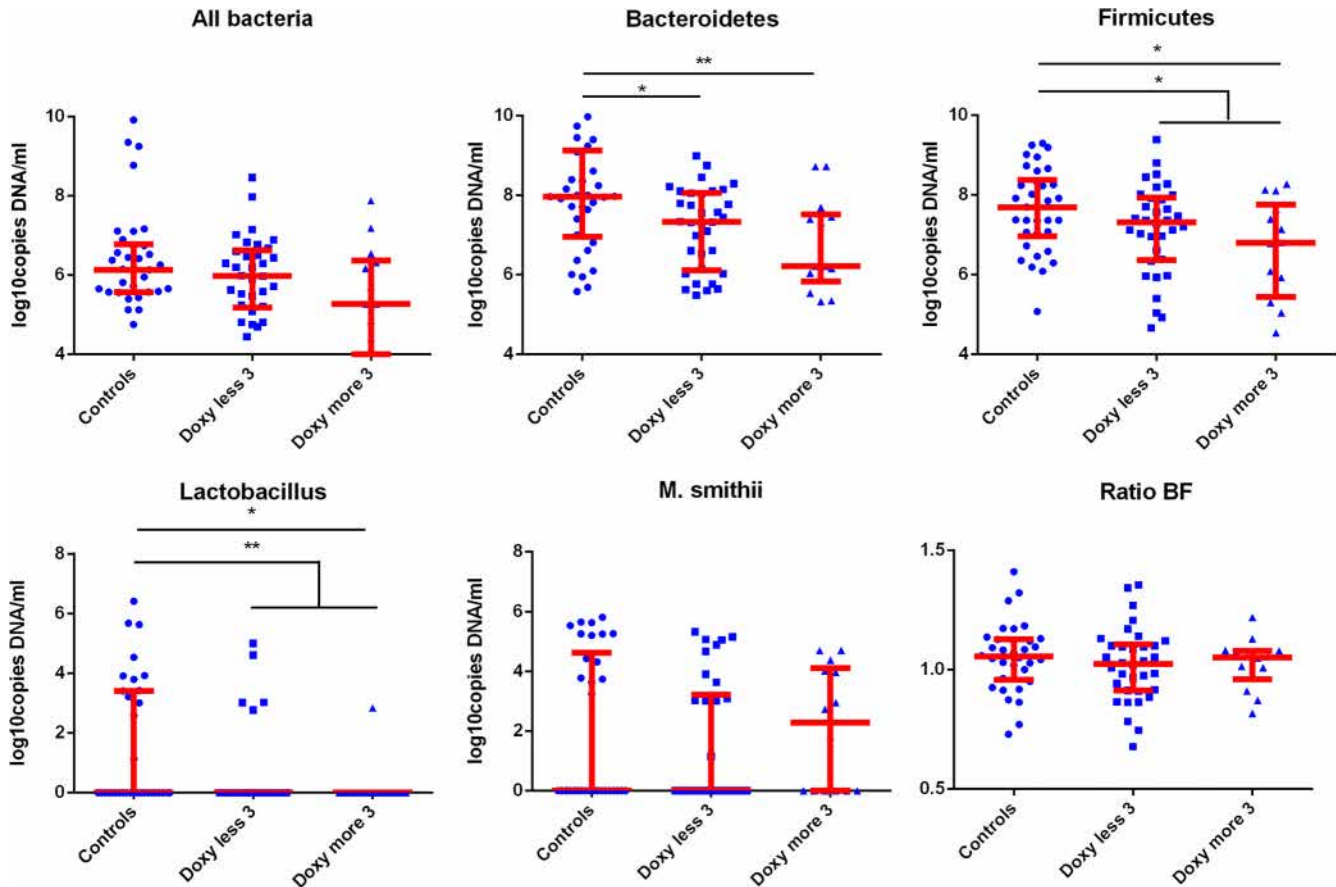 All bacteria
log10copies DNA/ml
10
8
6
4
Controls
Doxy less 3
Doxy more 3
Bacteroidetes
**
*
log10copies DNA/ml
10
8
6
4
Controls
Doxy less 3
Doxy more 3
Firmicutes
*
*
log10copies DNA/ml
10
8
6
4
Controls
Doxy less 3
Doxy more 3
Lactobacillus
*
**
log10copies DNA/ml
8
6
4
2
0
Controls
Doxy less 3
Doxy more 3
M. smithii
log10copies DNA/ml
8
6
4
2
0
Controls
Doxy less 3
Doxy more 3
Ratio BF
1.5
1.0
0.5
Controls
Doxy less 3
Doxy more 3